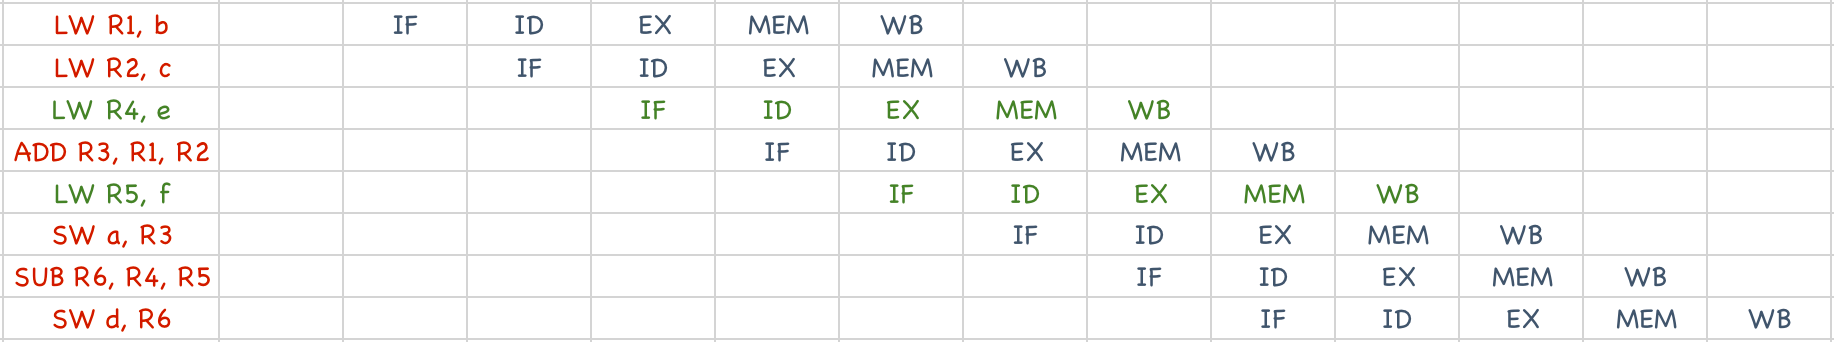 LW R1, b IF ID EX MEM WB
LW R2, c IF ID EX MEM WB
LW R4, e IF ID EX MEM WB
ADD R3, R1, R2 IF ID EX MEM WB
LW R5, f IF ID EX MEM WB
SW a, R3 IF ID EX MEM WB
SUB R6, R4, R5 IF ID EX MEM WB
SW d, R6 IF ID EX MEM WB